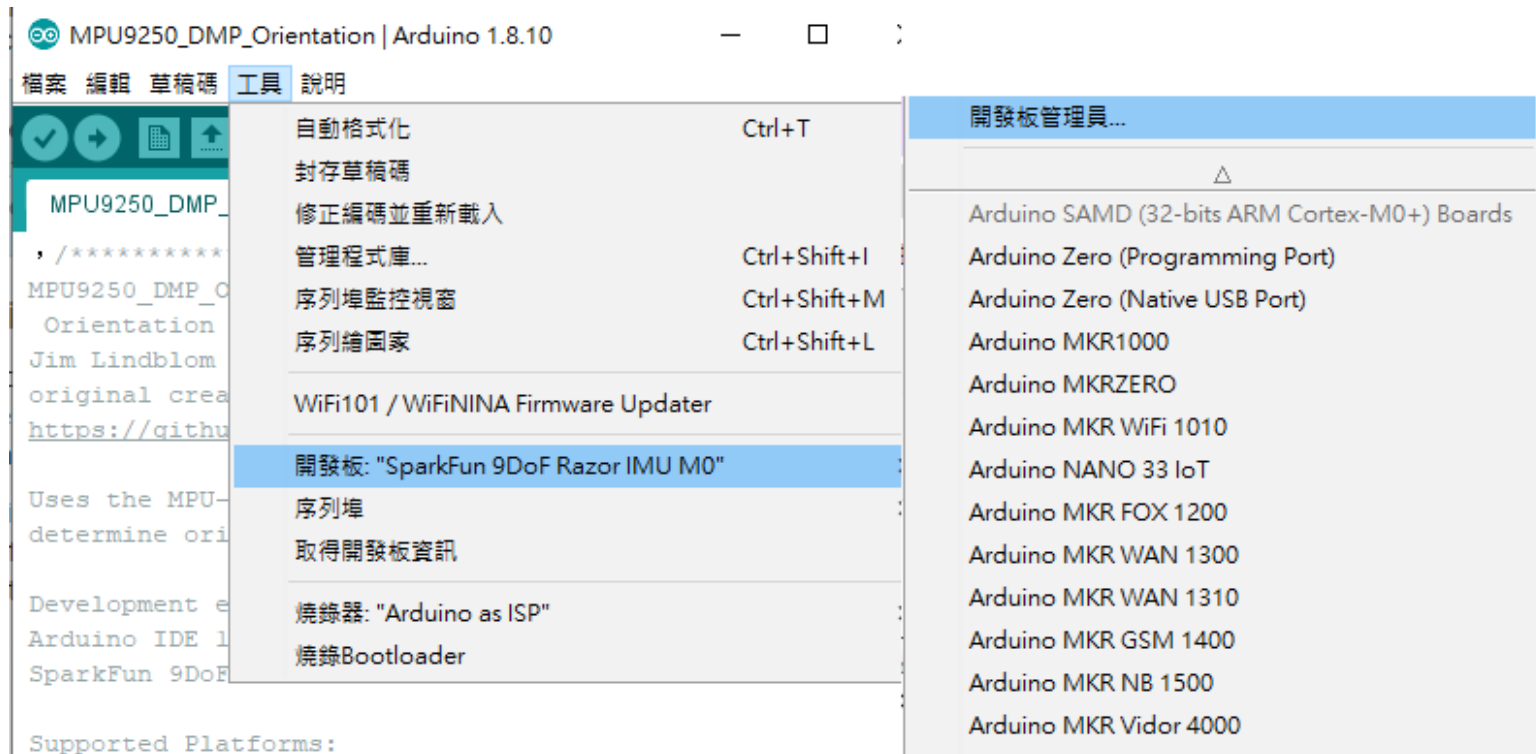 MPU9250_DMP_Orientation | Arduino 1.8.10
檔案 編輯 草稿碼 工具 說明
自動格式化 Ctrl+T
封存草稿碼
修正編碼並重新載入
管理程式庫... Ctrl+Shift+I
序列埠監控視窗 Ctrl+Shift+M
序列繪圖家 Ctrl+Shift+L
WiFi101 / WiFiNINA Firmware Updater
開發板: "SparkFun 9DoF Razor IMU M0"
序列埠
取得開發板資訊
燒錄器: "Arduino as ISP"
燒錄Bootloader
開發板管理員...
Arduino SAMD (32-bits ARM Cortex-M0+) Boards
Arduino Zero (Programming Port)
Arduino Zero (Native USB Port)
Arduino MKR1000
Arduino MKRZERO
Arduino MKR WiFi 1010
Arduino NANO 33 IoT
Arduino MKR FOX 1200
Arduino MKR WAN 1300
Arduino MKR WAN 1310
Arduino MKR GSM 1400
Arduino MKR NB 1500
Arduino MKR Vidor 4000
MPU9250_DMP_
，/***********
MPU9250_DMP_O
Orientation
Jim Lindblom
original crea
https://githu
Uses the MPU-
determine ori
Development e
Arduino IDE 1
SparkFun 9DoF
Supported Platforms: